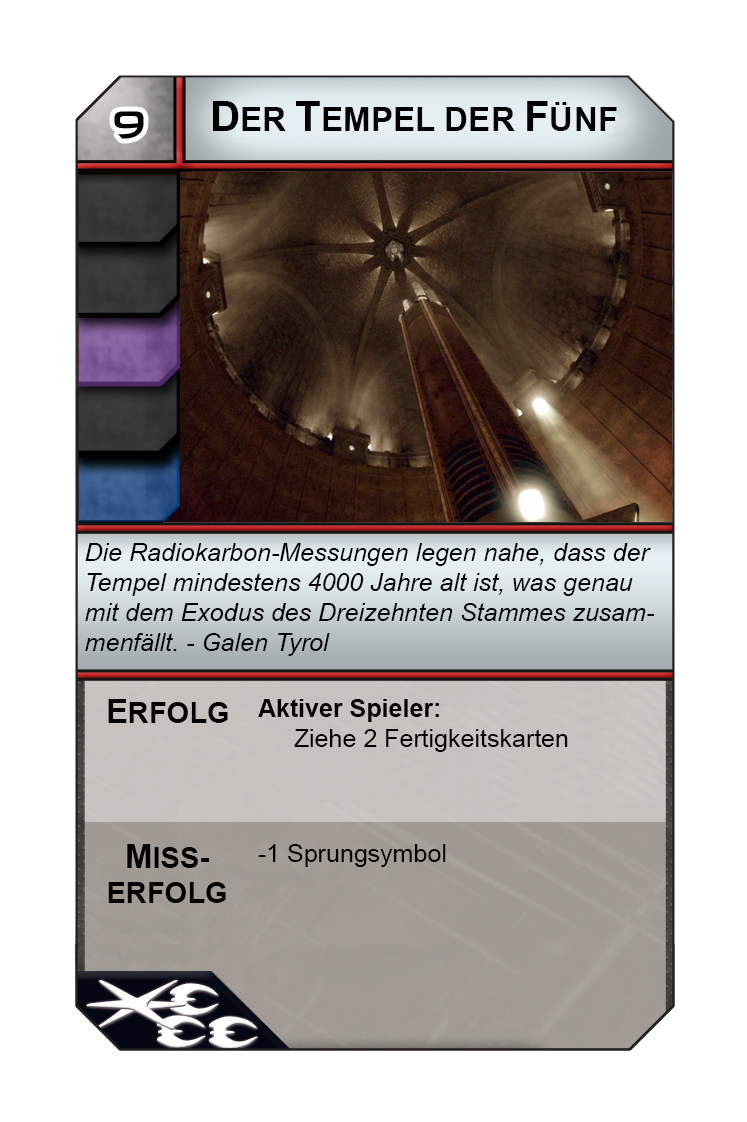 9
DER TEMPEL DER FÜNF
Die Radiokarbon-Messungen legen nahe, dass der
Tempel mindestens 4000 Jahre alt ist, was genau
mit dem Exodus des Dreizehnten Stammes zusam-
menfällt. - Galen Tyrol
ERFOLG
Aktiver Spieler:
Ziehe 2 Fertigkeitskarten
MISS-
ERFOLG
-1 Sprungsymbol